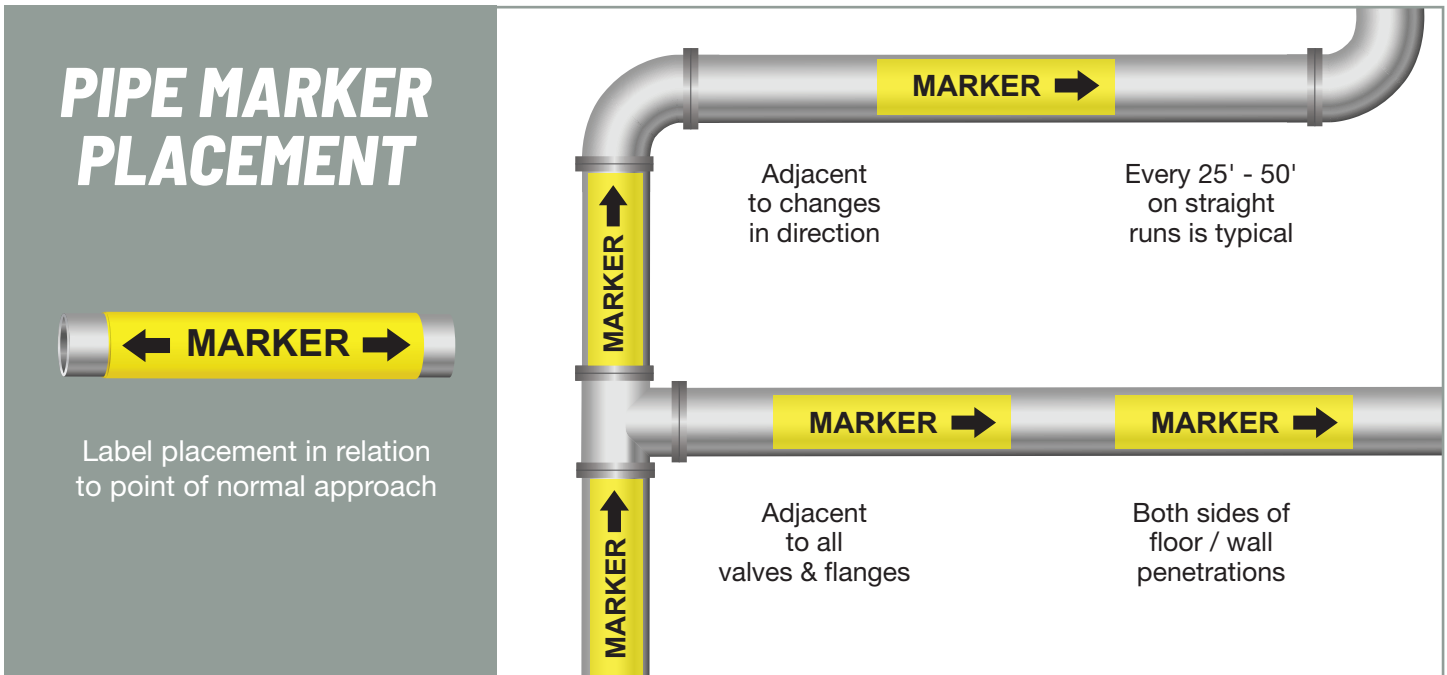 PIPE MARKER
PLACEMENT
← MARKER →
Label placement in relation
to point of normal approach
MARKER →
Adjacent
to changes
in direction
Every 25' - 50'
on straight
runs is typical
MARKER →
MARKER →
MARKER →
Adjacent
to all
valves & flanges
Both sides of
floor / wall
penetrations
MARKER →